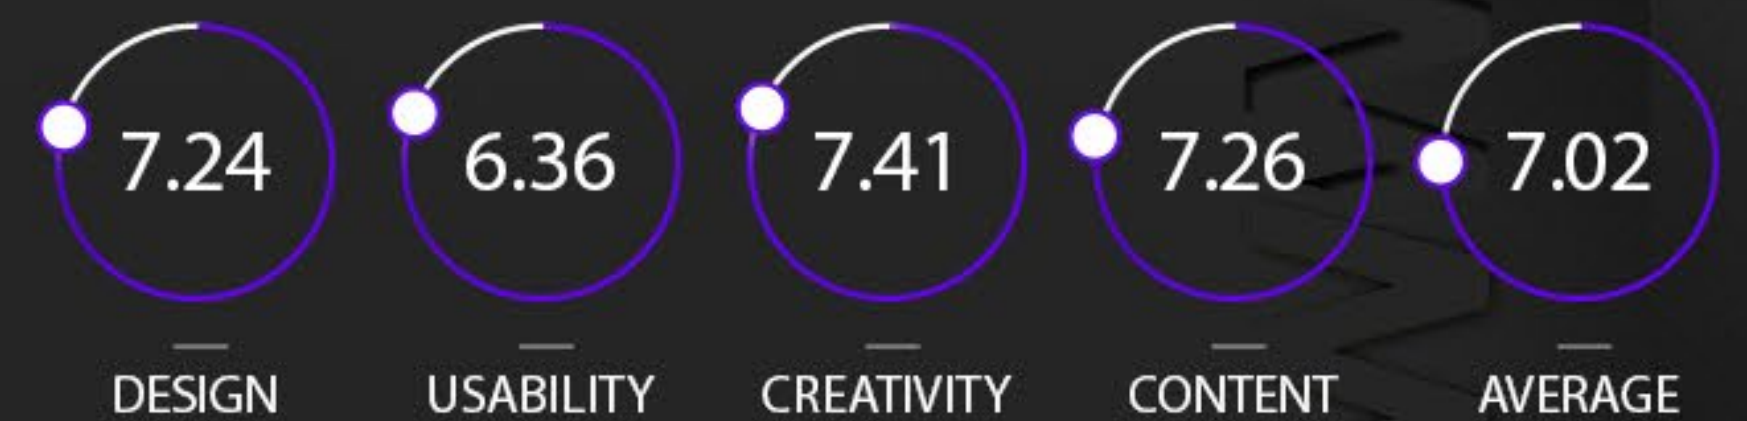 7.24 6.36 7.41 7.26 7.02
DESIGN USABILITY CREATIVITY CONTENT AVERAGE